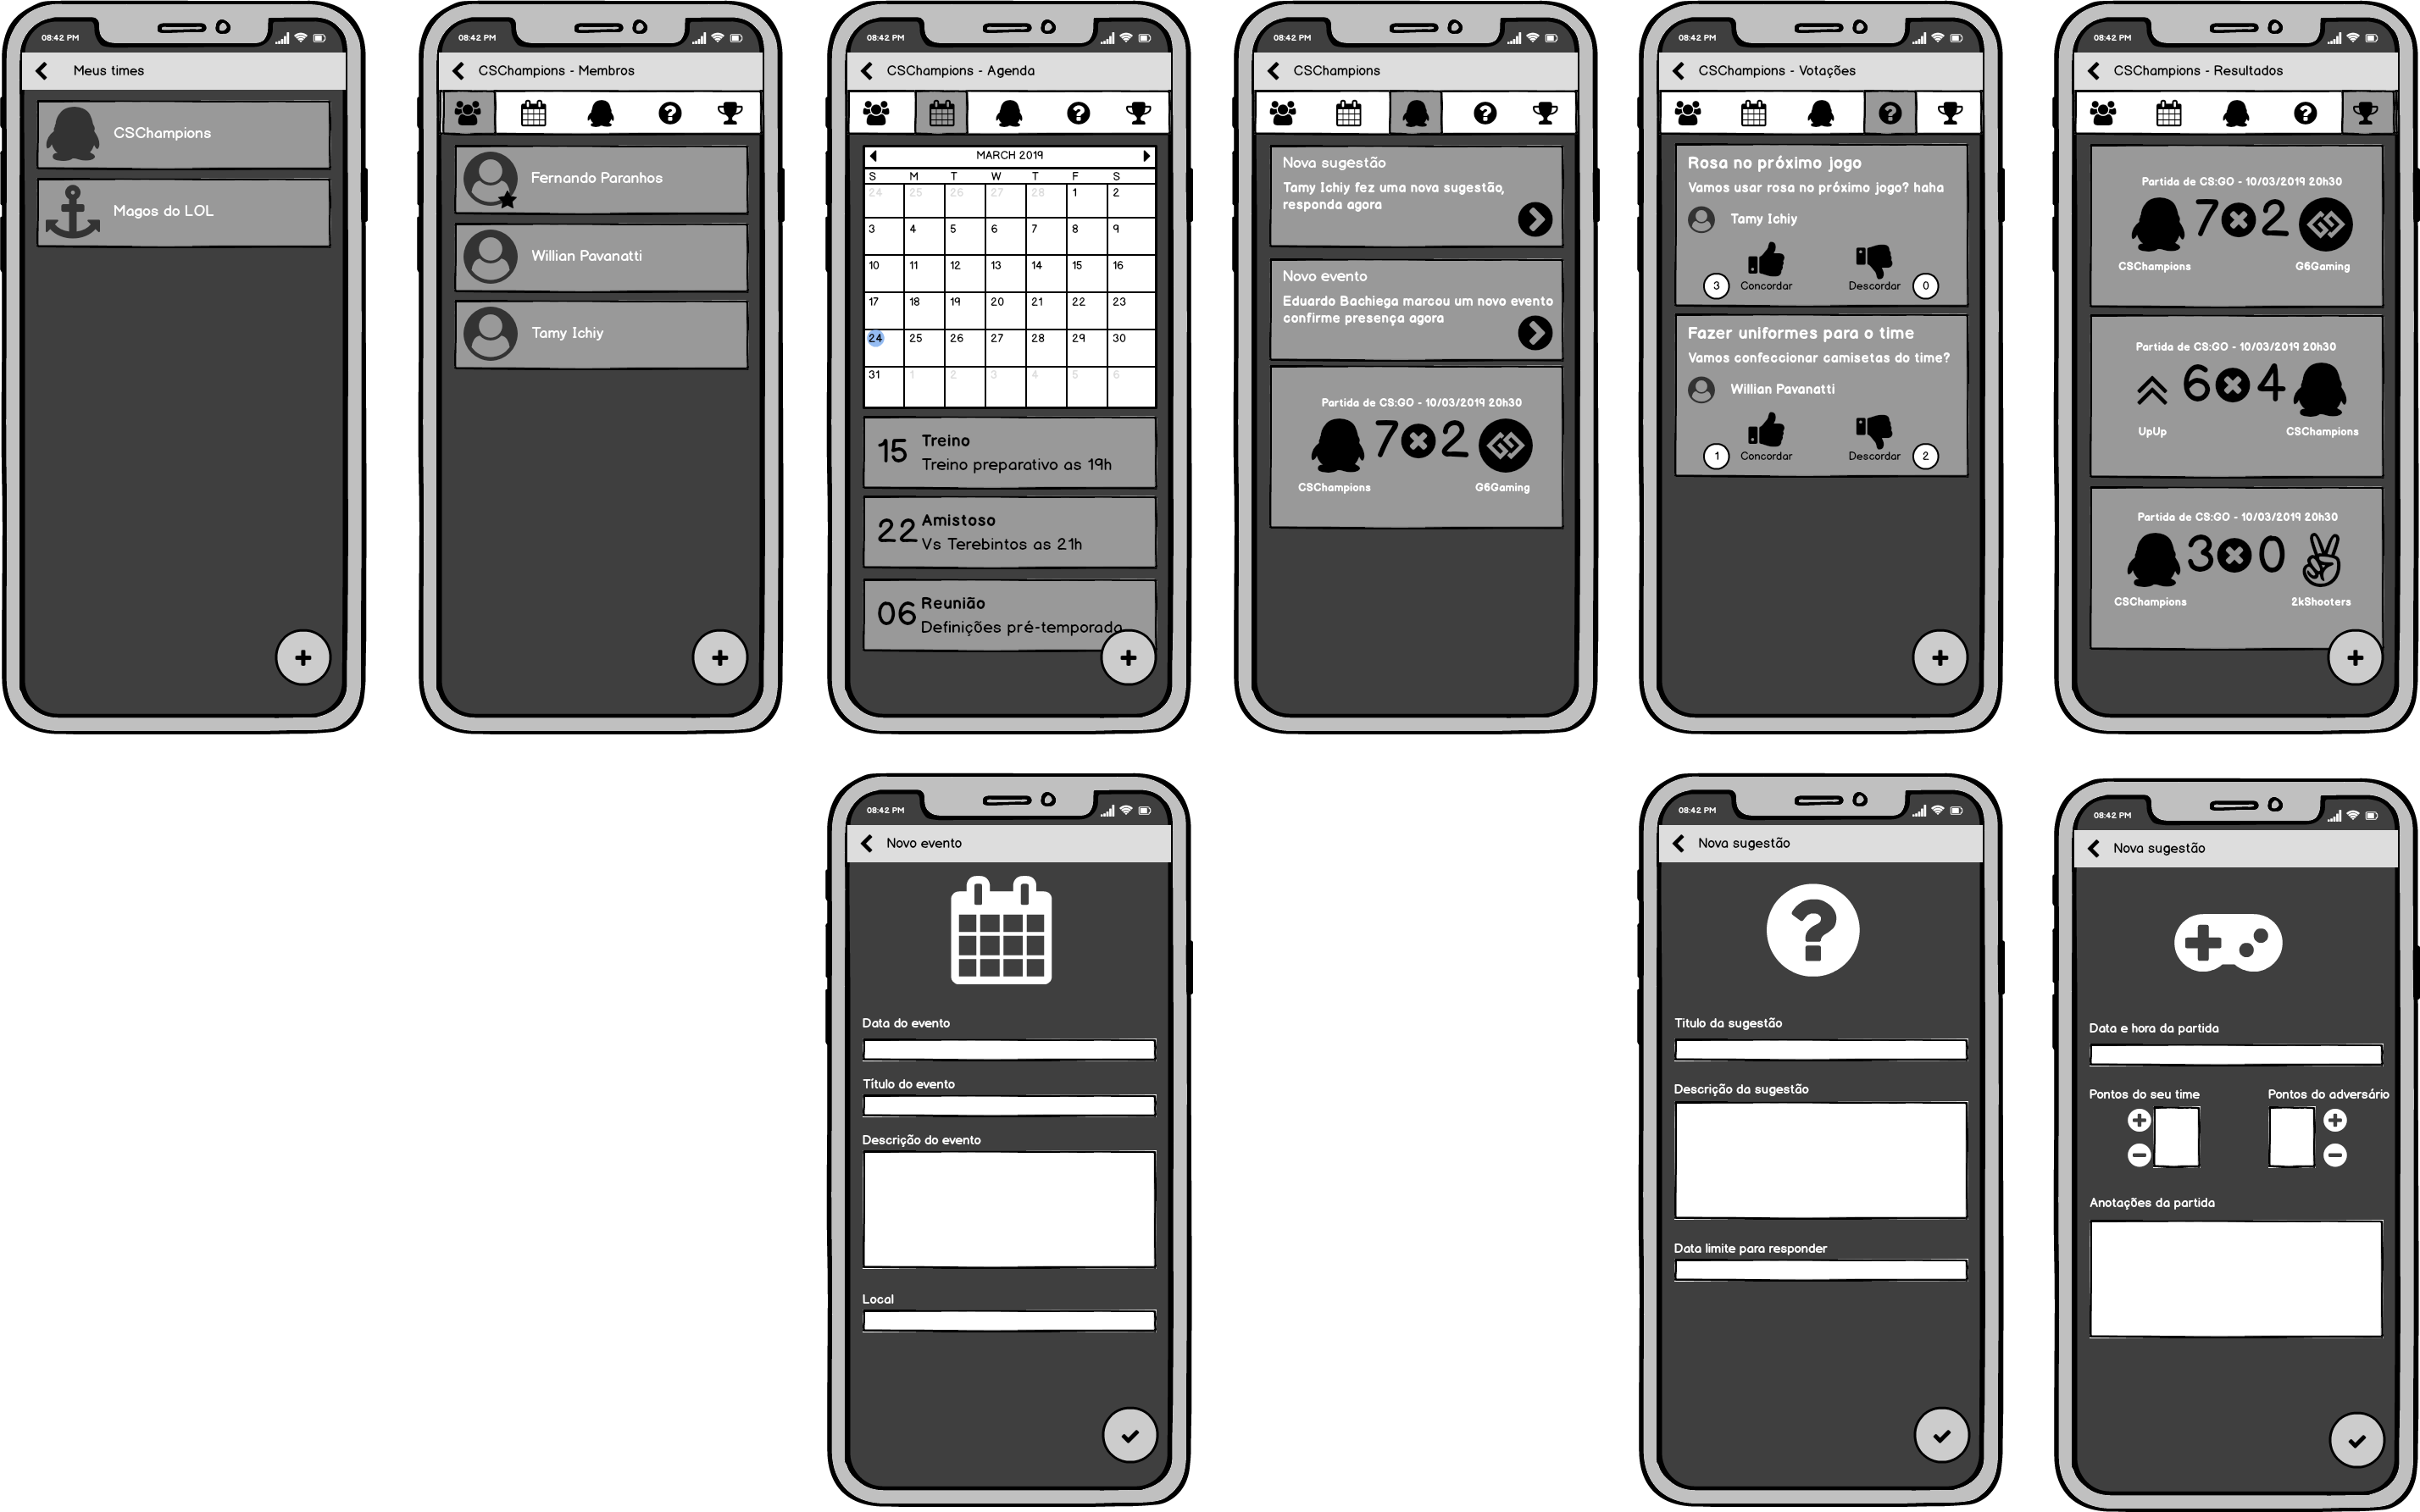 08:42 PM
Meus times
CSChampions
Magos do LOL
08:42 PM
CSChampions - Membros
Fernando Paranhos
Willian Pavanatti
Tamy Ichiy
08:42 PM
CSChampions - Agenda
MARCH 2019
S M T W T F S
24 25 26 27 28 1 2
3 4 5 6 7 8 9
10 11 12 13 14 15 16
17 18 19 20 21 22 23
24 25 26 27 28 29 30
31 1 2 3 4 5 6
15 Treino
Treino preparativo as 19h
22 Amistoso
Vs Terebintos as 21h
06 Reunião
Definições pré-temporada
08:42 PM
CSChampions
Nova sugestão
Tamy Ichiy fez uma nova sugestão,
responda agora
Novo evento
Eduardo Bachiega marcou um novo evento
confirme presença agora
Partida de CS:GO - 10/03/2019 20h30
7 2
CSChampions G6Gaming
08:42 PM
CSChampions - Votações
Rosa no próximo jogo
Vamos usar rosa no próximo jogo? haha
Tamy Ichiy
3 Concordar Descordar 0
Fazer uniformes para o time
Vamos confeccionar camisetas do time?
Willian Pavanatti
1 Concordar Descordar 2
08:42 PM
CSChampions - Resultados
Partida de CS:GO - 10/03/2019 20h30
7 2
CSChampions G6Gaming
Partida de CS:GO - 10/03/2019 20h30
6 4
UpUp CSChampions
Partida de CS:GO - 10/03/2019 20h30
3 0
CSChampions 2kShooters
08:42 PM
Novo evento
Data do evento
Título do evento
Descrição do evento
Local
08:42 PM
Nova sugestão
Titulo da sugestão
Descrição da sugestão
Data limite para responder
08:42 PM
Nova sugestão
Data e hora da partida
Pontos do seu time Pontos do adversário
Anotações da partida